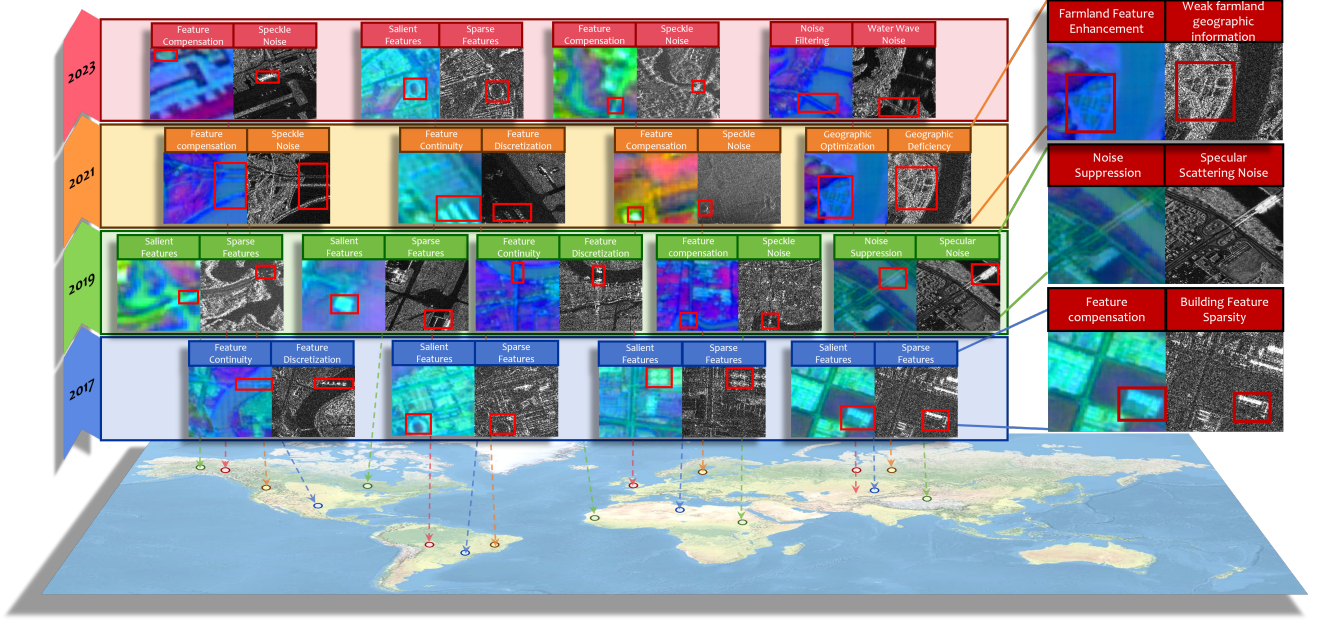 2023
Feature
Compensation
Speckle
Noise
Salient
Features
Sparse
Features
Feature
Compensation
Speckle
Noise
Noise
Filtering
Water Wave
Noise
2021
Feature
compensation
Speckle
Noise
Feature
Continuity
Feature
Discretization
Feature
Compensation
Speckle
Noise
Geographic
Optimization
Geographic
Deficiency
2019
Salient
Features
Sparse
Features
Salient
Features
Sparse
Features
Feature
Continuity
Feature
Discretization
Feature
compensation
Speckle
Noise
Noise
Suppression
Specular
Noise
2017
Feature
Continuity
Feature
Discretization
Salient
Features
Sparse
Features
Salient
Features
Sparse
Features
Salient
Features
Sparse
Features
Farmland Feature
Enhancement
Weak farmland
geographic
information
Noise
Suppression
Specular
Scattering Noise
Feature
compensation
Building Feature
Sparsity